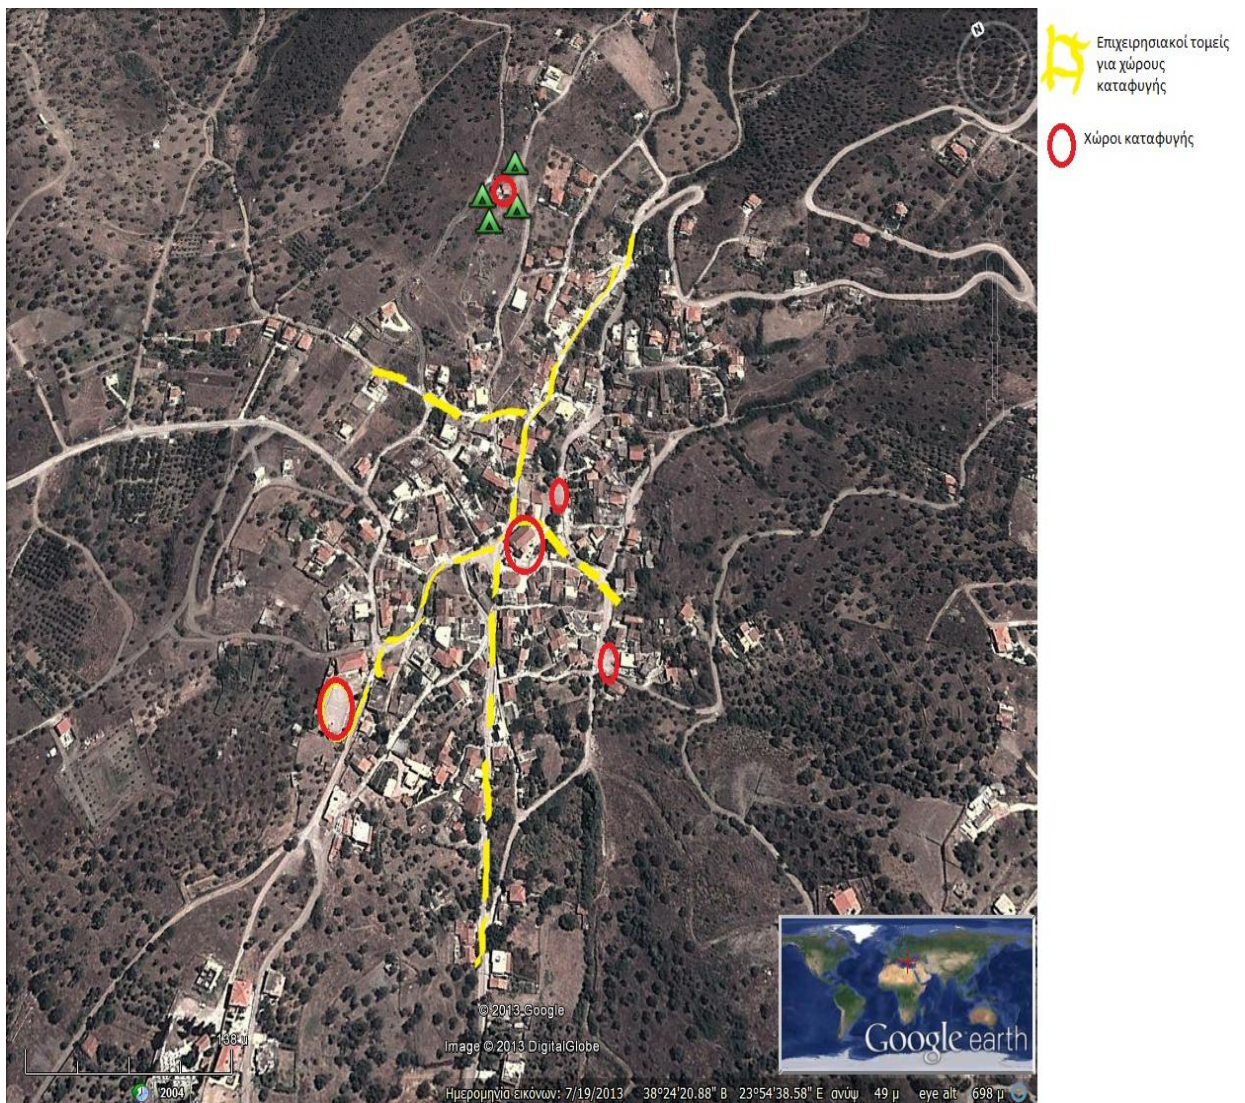 N
Επιχειρησιακοί τομείς
για χώρους
καταφυγής
Χώροι καταφυγής
© 2013 Google
Image © 2013 DigitalGlobe
Google earth
138 μ
2004
Ημερομηνία εικόνων: 7/19/2013 38°24'20.88" Β 23°54'38.58" Ε ανύψ 49 μ eye alt 698 μ